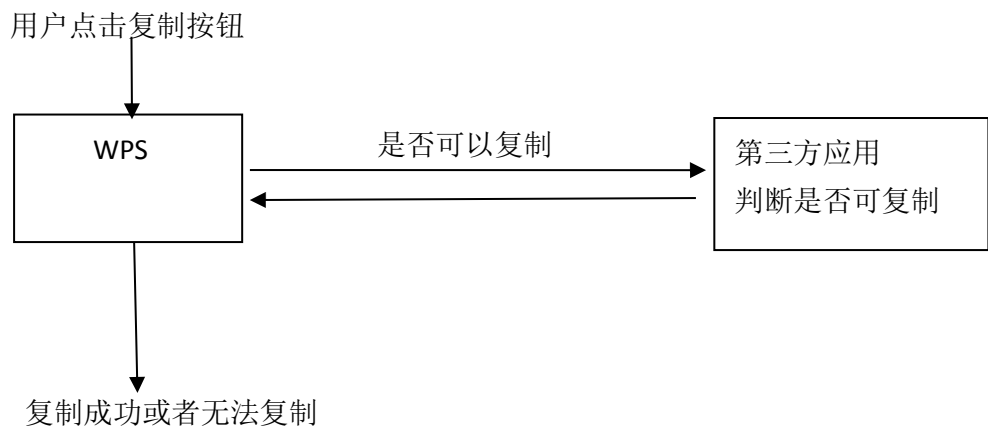 用户点击复制按钮
WPS
是否可以复制
第三方应用
判断是否可复制
复制成功或者无法复制